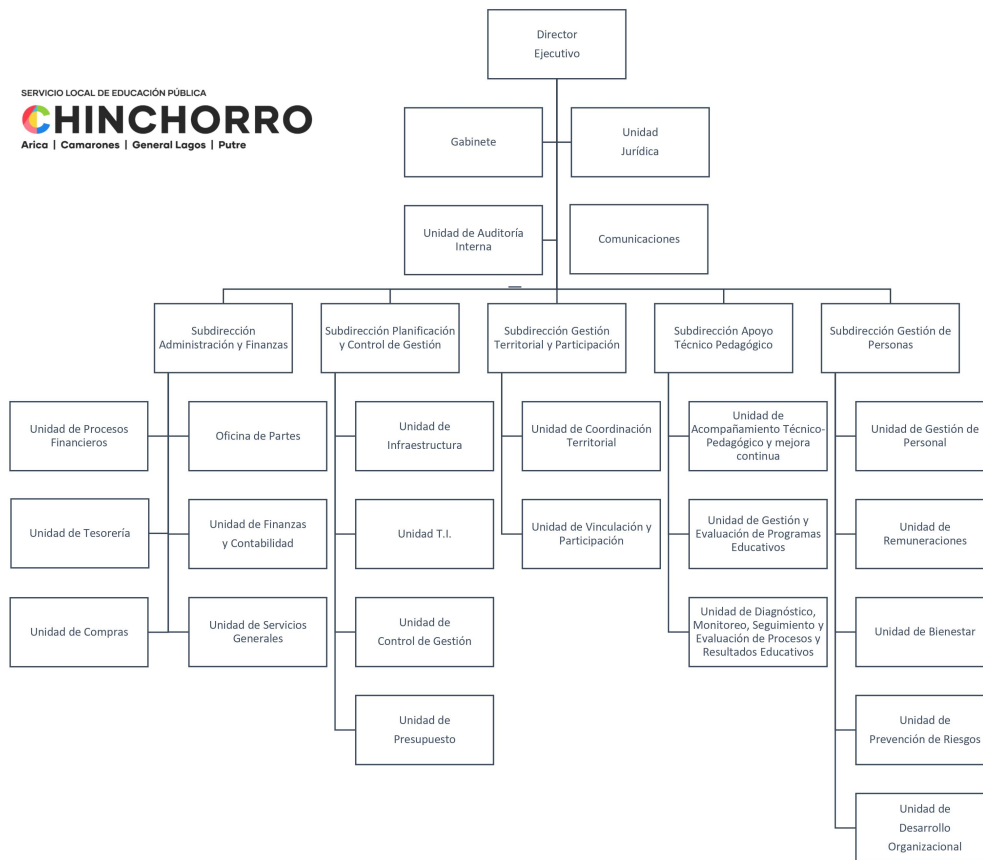 Director
Ejecutivo
SERVICIO LOCAL DE EDUCACIÓN PÚBLICA
CHINCHORRO
Arica | Camarones | General Lagos | Putre
Gabinete
Unidad
Jurídica
Unidad de Auditoría
Interna
Comunicaciones
Subdirección
Administración y Finanzas
Subdirección Planificación
y Control de Gestión
Subdirección Gestión
Territorial y Participación
Subdirección Apoyo
Técnico Pedagógico
Subdirección Gestión de
Personas
Unidad de Procesos
Financieros
Oficina de Partes
Unidad de
Infraestructura
Unidad de Coordinación
Territorial
Unidad de
Acompañamiento Técnico-
Pedagógico y mejora
continua
Unidad de Gestión de
Personal
Unidad de Tesorería
Unidad de Finanzas
y Contabilidad
Unidad T.I.
Unidad de Vinculación y
Participación
Unidad de Gestión y
Evaluación de Programas
Educativos
Unidad de
Remuneraciones
Unidad de Compras
Unidad de Servicios
Generales
Unidad de
Control de Gestión
Unidad de Diagnóstico,
Monitoreo, Seguimiento y
Evaluación de Procesos y
Resultados Educativos
Unidad de Bienestar
Unidad de
Presupuesto
Unidad de
Prevención de Riesgos
Unidad de
Desarrollo
Organizacional